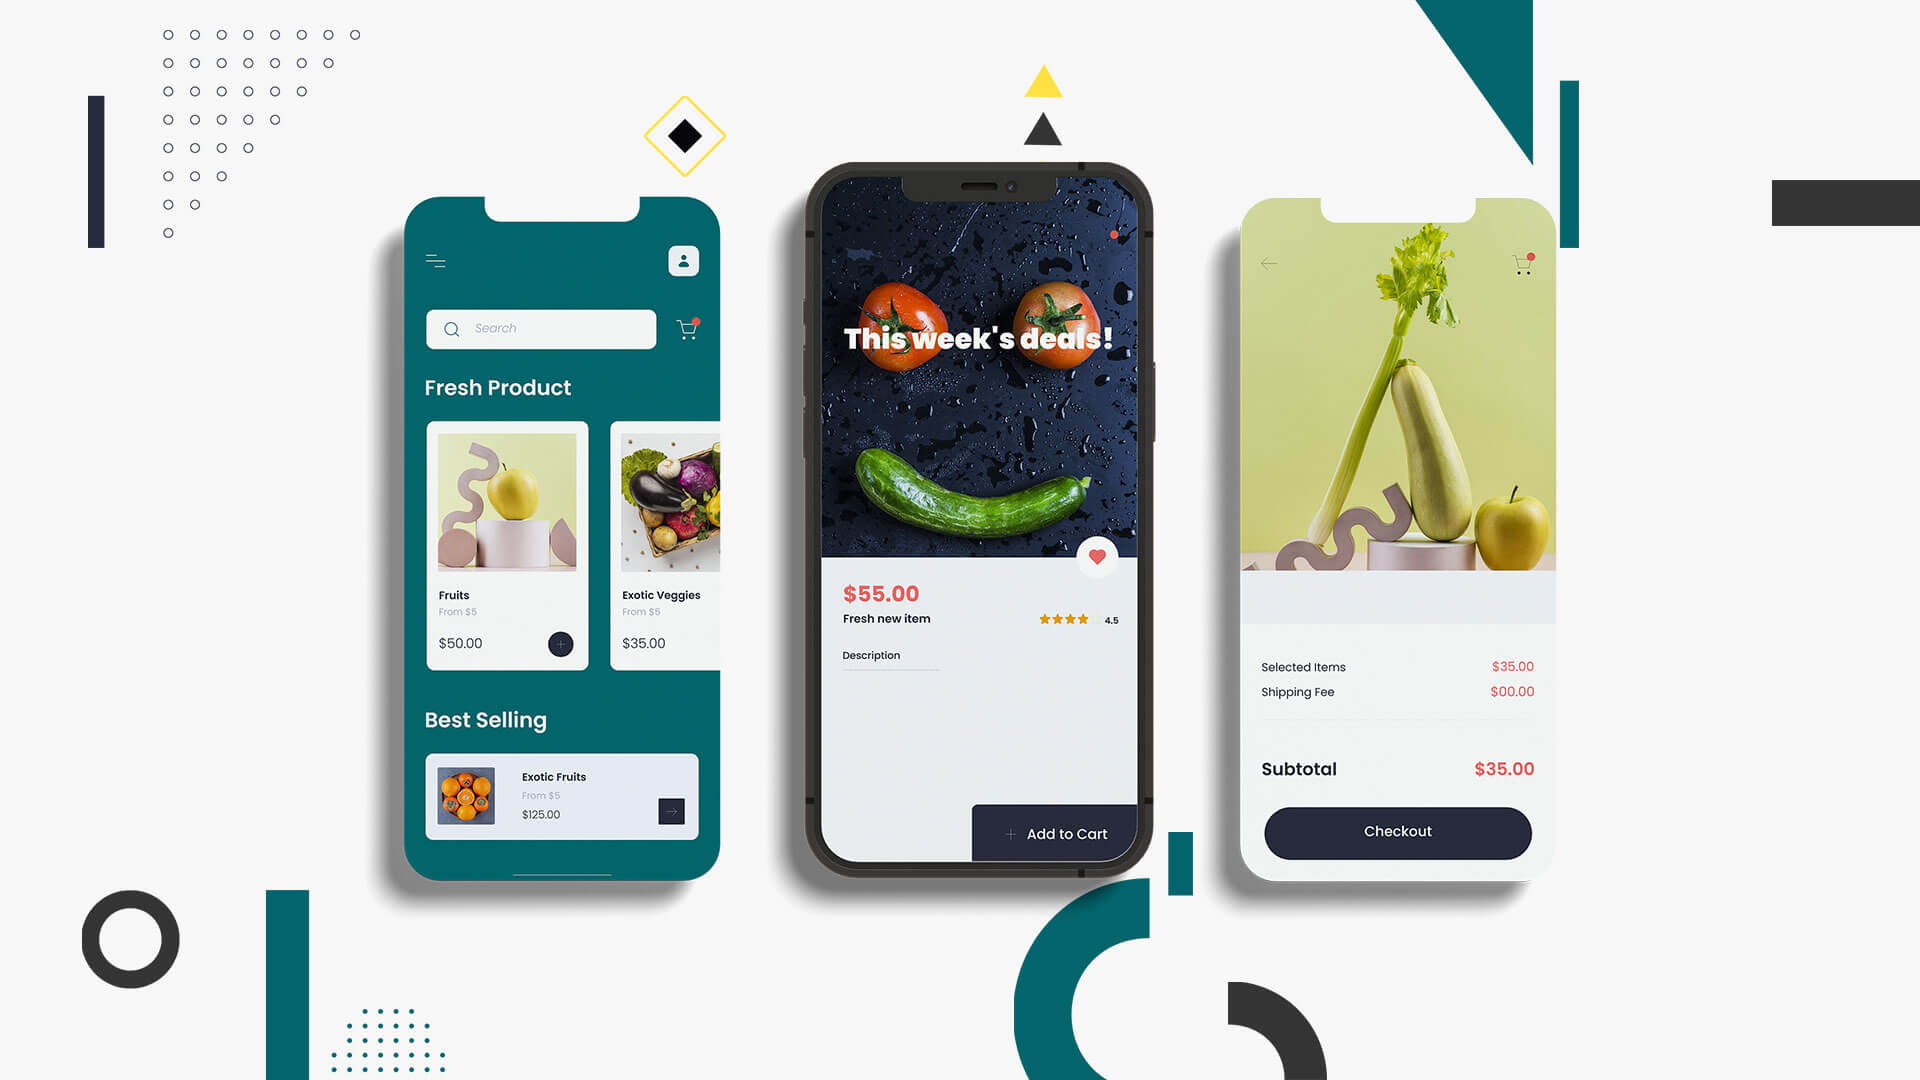 Search
Fresh Product
Fruits
From $5
$50.00
Exotic Veggies
From $5
$35.00
Best Selling
Exotic Fruits
From $5
$125.00
This week's deals!
$55.00
Fresh new item
4.5
Description
Add to Cart
Selected Items
$35.00
Shipping Fee
$00.00
Subtotal
$35.00
Checkout